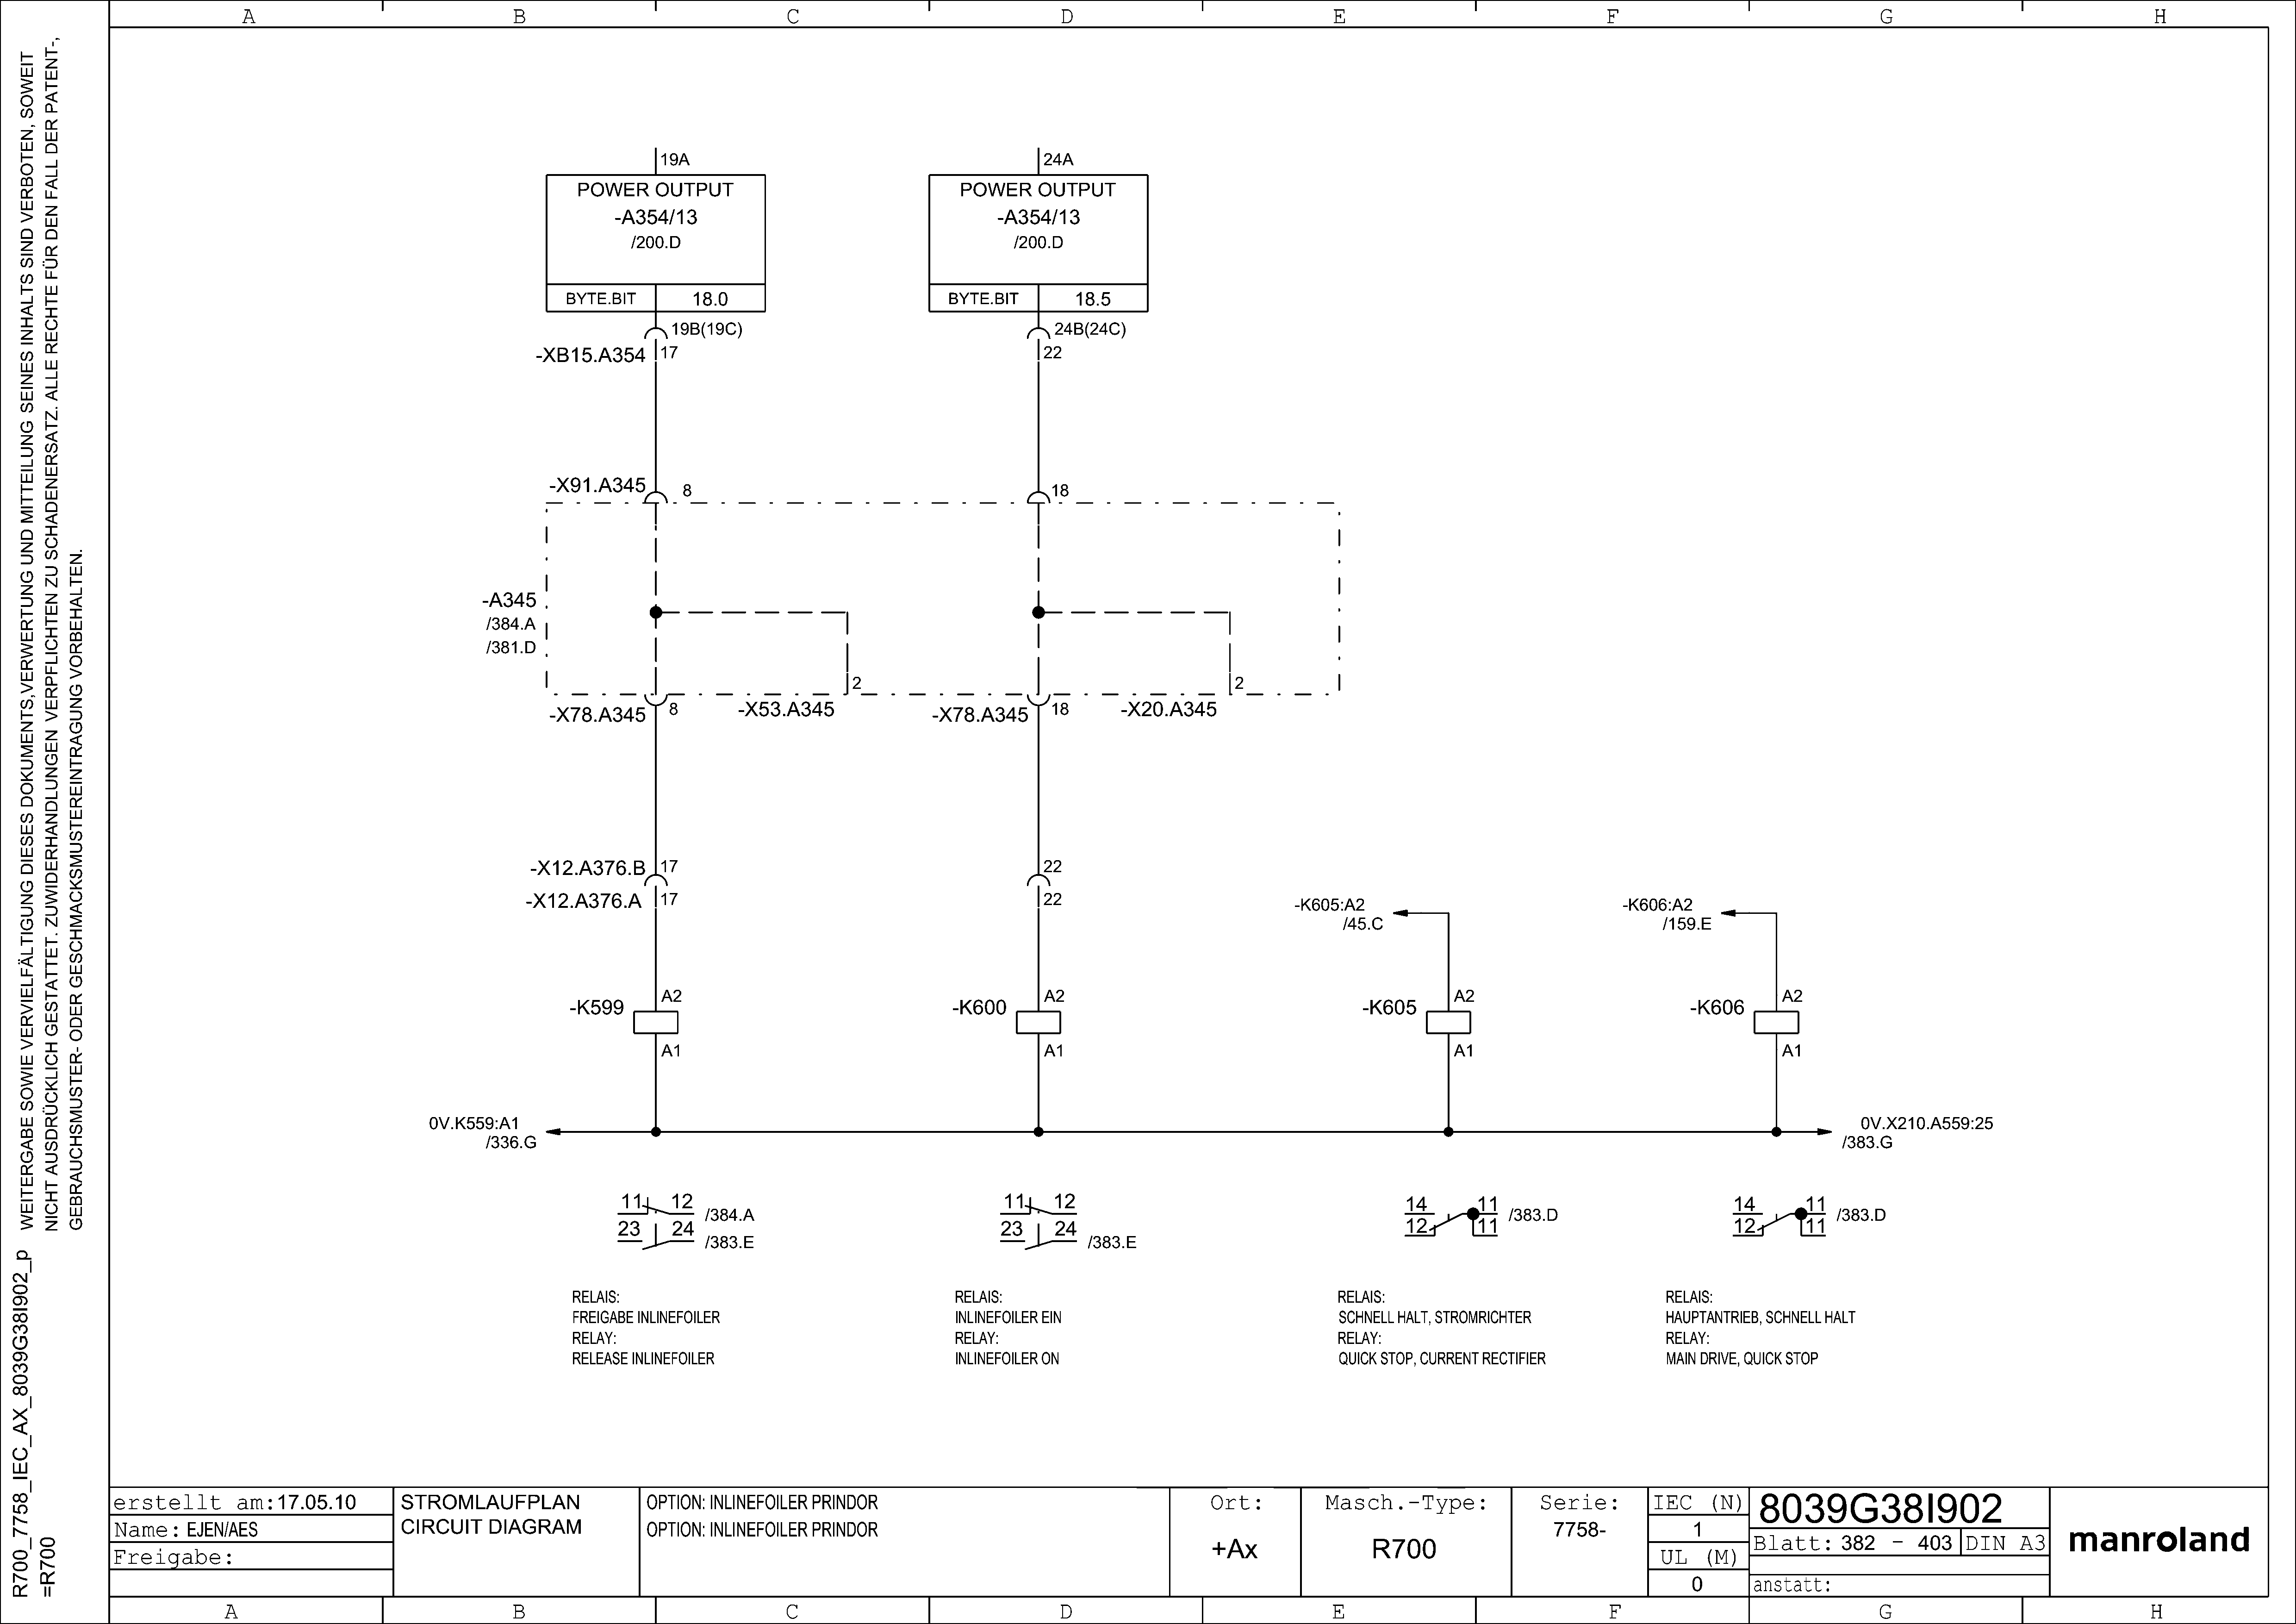 A B C D E F G H
WEITERGABE SOWIE VERVIELFÄLTIGUNG DIESES DOKUMENTS,VERWERTUNG UND MITTEILUNG SEINES INHALTS SIND VERBOTEN, SOWEIT
NICHT AUSDRÜCKLICH GESTATTET. ZUWIDERHANDLUNGEN VERPFLICHTEN ZU SCHADENERSATZ. ALLE RECHTE FÜR DEN FALL DER PATENT-,
GEBRAUCHSMUSTER- ODER GESCHMACKSMUSTEREINTRAGUNG VORBEHALTEN.
R700_7758_IEC_AX_8039G38I902_p
=R700
19A 24A
POWER OUTPUT POWER OUTPUT
-A354/13 -A354/13
/200.D /200.D
BYTE.BIT 18.0 BYTE.BIT 18.5
19B(19C) 24B(24C)
-XB15.A354 17 22
-X91.A345 8 18
-A345
/384.A
/381.D
2 2
-X78.A345 8 -X53.A345 -X78.A345 18 -X20.A345
-X12.A376.B 17 22
-X12.A376.A 17 22
-K605:A2 -K606:A2
/45.C /159.E
A2 A2 A2 A2
-K599 -K600 -K605 -K606
A1 A1 A1 A1
0V.K559:A1 0V.X210.A559:25
/336.G /383.G
11 12 /384.A 11 12 14 11 /383.D 14 11 /383.D
23 24 /383.E 23 24 /383.E 12 11 12 11
RELAIS: RELAIS: RELAIS: RELAIS:
FREIGABE INLINEFOILER INLINEFOILER EIN SCHNELL HALT, STROMRICHTER HAUPTANTRIEB, SCHNELL HALT
RELAY: RELAY: RELAY: RELAY:
RELEASE INLINEFOILER INLINEFOILER ON QUICK STOP, CURRENT RECTIFIER MAIN DRIVE, QUICK STOP
erstellt am:17.05.10 STROMLAUFPLAN OPTION: INLINEFOILER PRINDOR Ort: Masch.-Type: Serie: IEC (N) 8039G38I902
Name: EJEN/AES CIRCUIT DIAGRAM OPTION: INLINEFOILER PRINDOR +Ax R700 7758- 1 Blatt: 382 - 403 DIN A3 manroland
Freigabe: UL (M)
0 anstatt:
A B C D E F G H